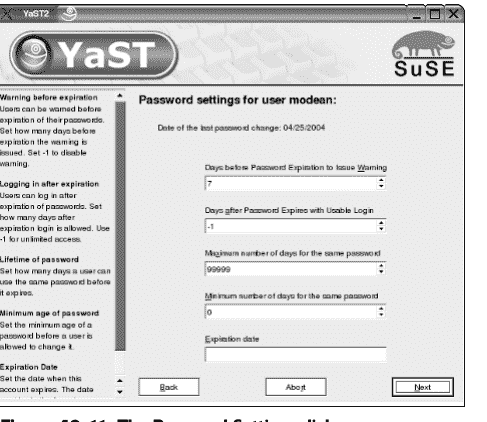 YaST2
YaST
SuSE
Warning before expiration
Users can be warned before
expiration of their passwords.
Set how many days before
expiration the warning is
issued. Set -1 to disable
warning.
Logging in after expiration
Users can log in after
expiration of passwords. Set
how many days after
expiration login is allowed. Use
-1 for unlimited access.
Lifetime of password
Set how many days a user can
use the same password before
it expires.
Minimum age of password
Set the minimum age of a
password before a user is
allowed to change it.
Expiration Date
Set the date when this
account expires. The date
Password settings for user modean:
Date of the last password change: 04/25/2004
Days before Password Expiration to Issue Warning
7
Days after Password Expires with Usable Login
-1
Maximum number of days for the same password
99999
Minimum number of days for the same password
0
Expiration date
Back
Abort
Next